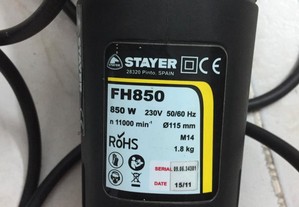 STAYER
28320 Pinto. SPAIN
FH850
850 W 230V 50/60 Hz
n 11000 min⁻¹ Ø115 mm
M14
1.8 kg
RoHS
SERIAL
DATE 15/11